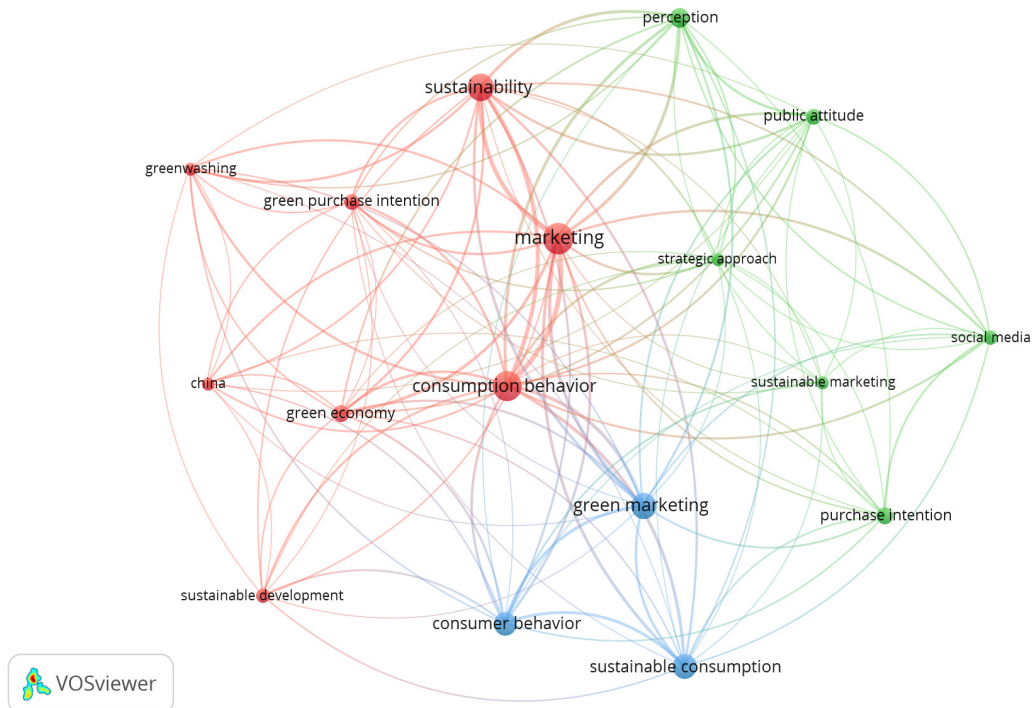 perception
sustainability
public attitude
greenwashing
green purchase intention
marketing
strategic approach
social media
china
consumption behavior
sustainable marketing
green economy
green marketing
purchase intention
sustainable development
consumer behavior
sustainable consumption
VOSviewer